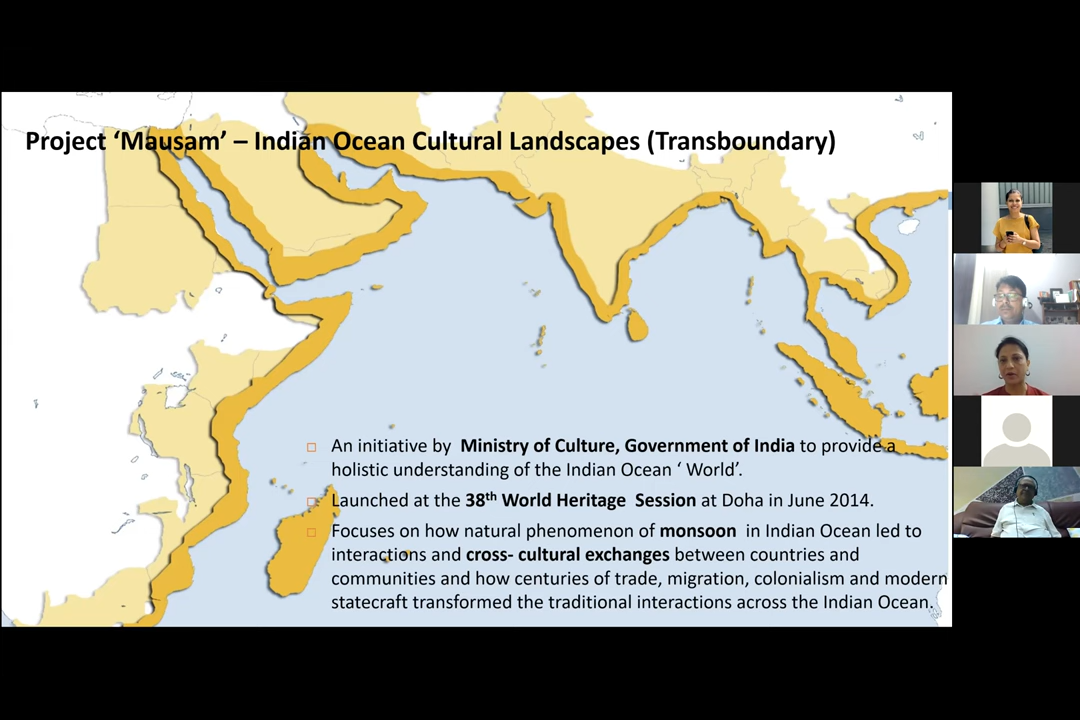 Project ‘Mausam’ – Indian Ocean Cultural Landscapes (Transboundary)
An initiative by Ministry of Culture, Government of India to provide a
holistic understanding of the Indian Ocean ‘ World’.
Launched at the 38th World Heritage Session at Doha in June 2014.
Focuses on how natural phenomenon of monsoon in Indian Ocean led to
interactions and cross- cultural exchanges between countries and
communities and how centuries of trade, migration, colonialism and modern
statecraft transformed the traditional interactions across the Indian Ocean.